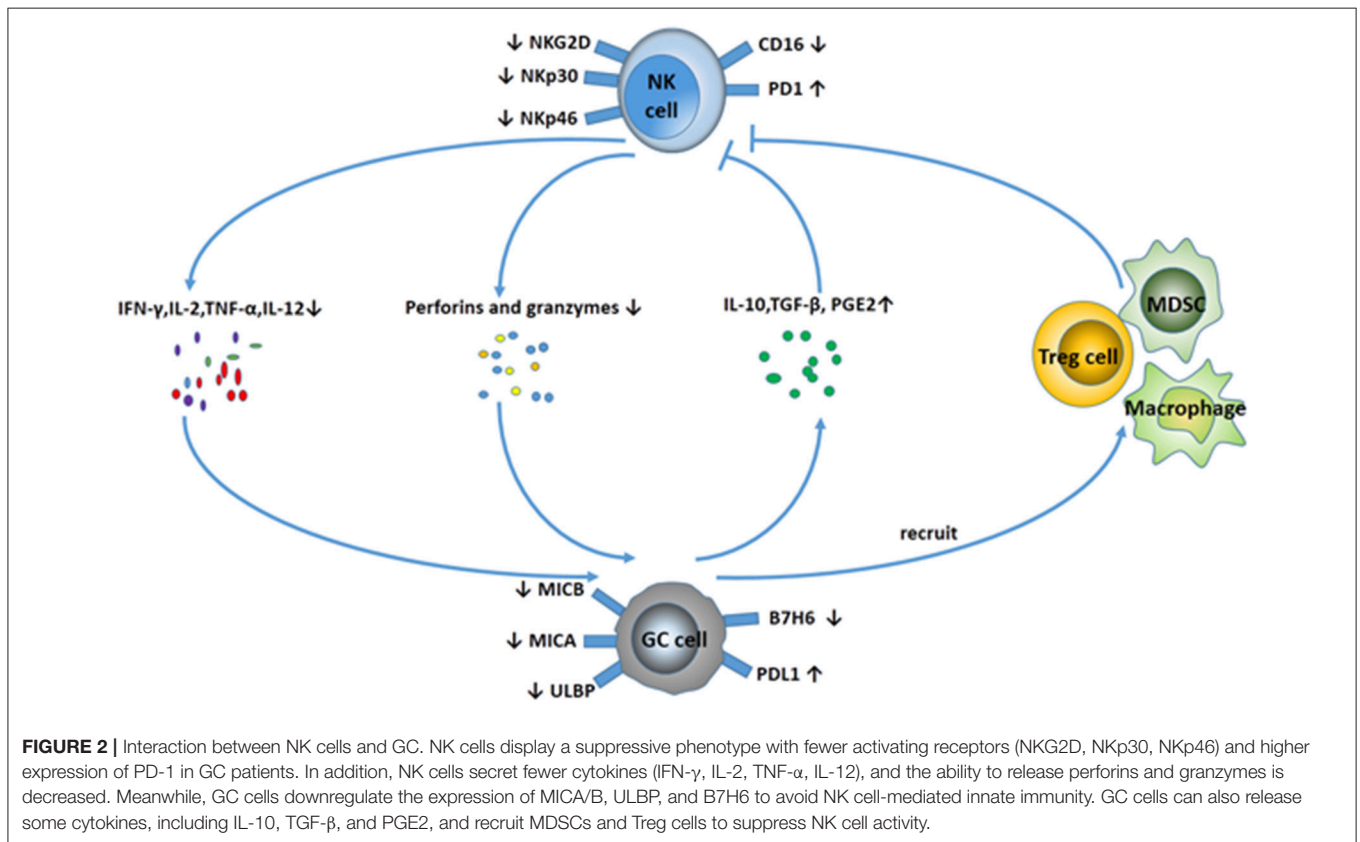 ↓ NKG2D
CD16 ↓
↓ NKp30
NK
cell
PD1 ↑
↓ NKp46
IFN-γ,IL-2,TNF-α,IL-12↓
Perforins and granzymes ↓
IL-10,TGF-β, PGE2↑
MDSC
Treg cell
Macrophage
recruit
↓ MICB
B7H6 ↓
↓ MICA
GC cell
PDL1 ↑
↓ ULBP
FIGURE 2 | Interaction between NK cells and GC. NK cells display a suppressive phenotype with fewer activating receptors (NKG2D, NKp30, NKp46) and higher
expression of PD-1 in GC patients. In addition, NK cells secret fewer cytokines (IFN-γ, IL-2, TNF-α, IL-12), and the ability to release perforins and granzymes is
decreased. Meanwhile, GC cells downregulate the expression of MICA/B, ULBP, and B7H6 to avoid NK cell-mediated innate immunity. GC cells can also release
some cytokines, including IL-10, TGF-β, and PGE2, and recruit MDSCs and Treg cells to suppress NK cell activity.